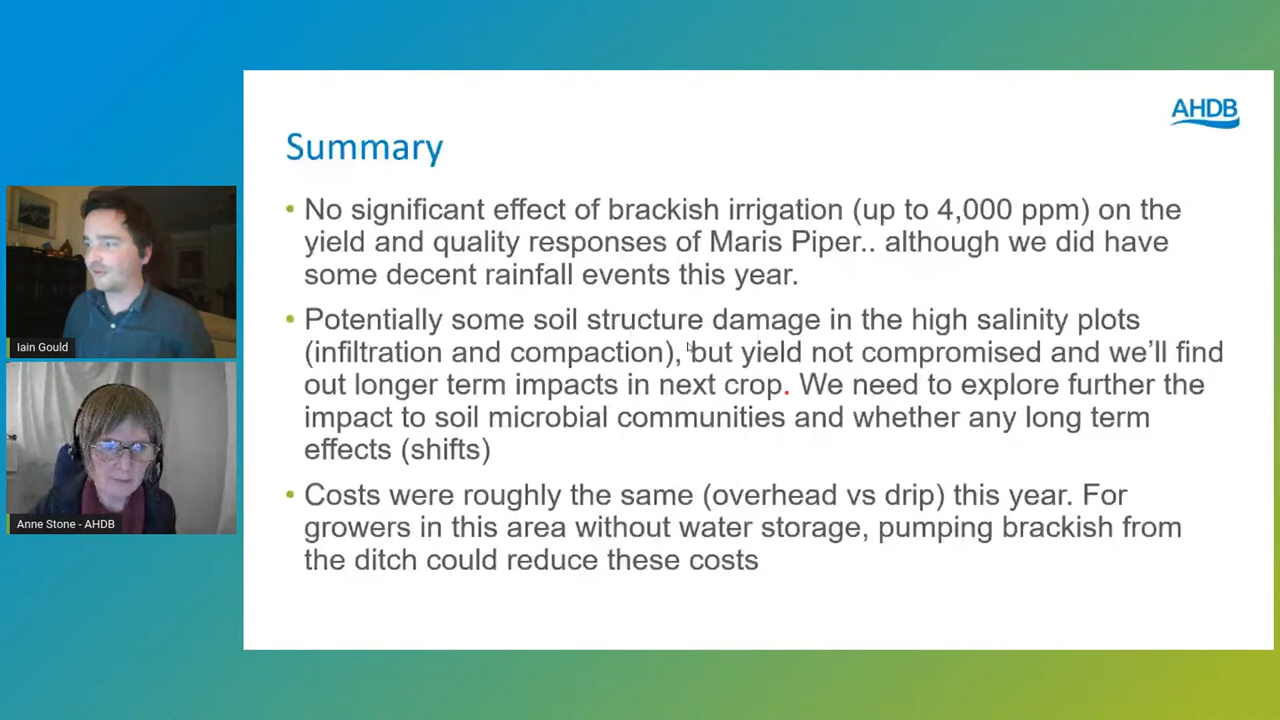 AHDB
Summary
• No significant effect of brackish irrigation (up to 4,000 ppm) on the
yield and quality responses of Maris Piper.. although we did have
some decent rainfall events this year.
• Potentially some soil structure damage in the high salinity plots
(infiltration and compaction), but yield not compromised and we'll find
out longer term impacts in next crop. We need to explore further the
impact to soil microbial communities and whether any long term
effects (shifts)
• Costs were roughly the same (overhead vs drip) this year. For
growers in this area without water storage, pumping brackish from
the ditch could reduce these costs
Iain Gould
Anne Stone - AHDB